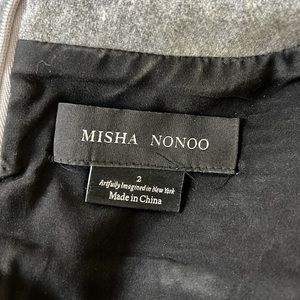 MISHA NONOO
2
Artfully Imagined in New York
Made in China